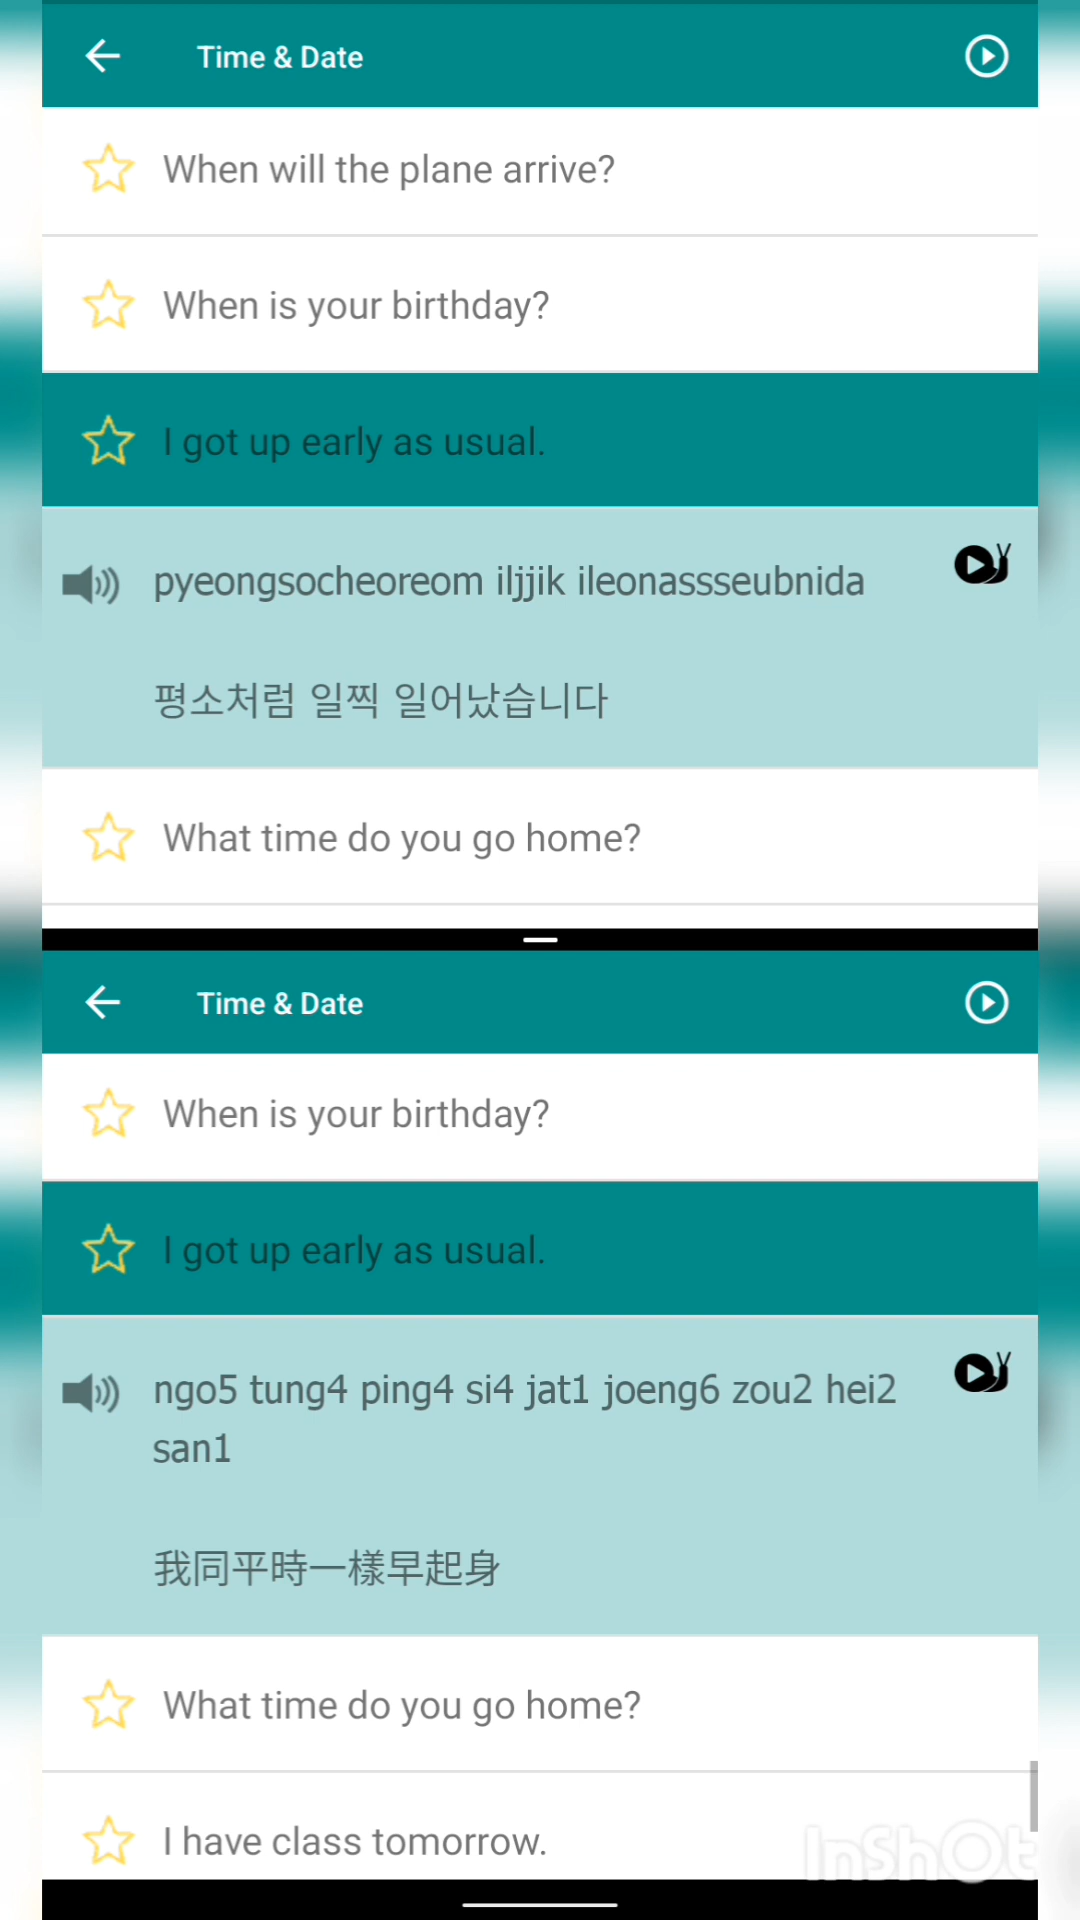 Time & Date
When will the plane arrive?
When is your birthday?
I got up early as usual.
pyeongsocheoreom iljjik ileonassseubnida
평소처럼 일찍 일어났습니다
What time do you go home?
Time & Date
When is your birthday?
I got up early as usual.
ngo5 tung4 ping4 si4 jat1 joeng6 zou2 hei2
san1
我同平時一樣早起身
What time do you go home?
I have class tomorrow.
InShOt